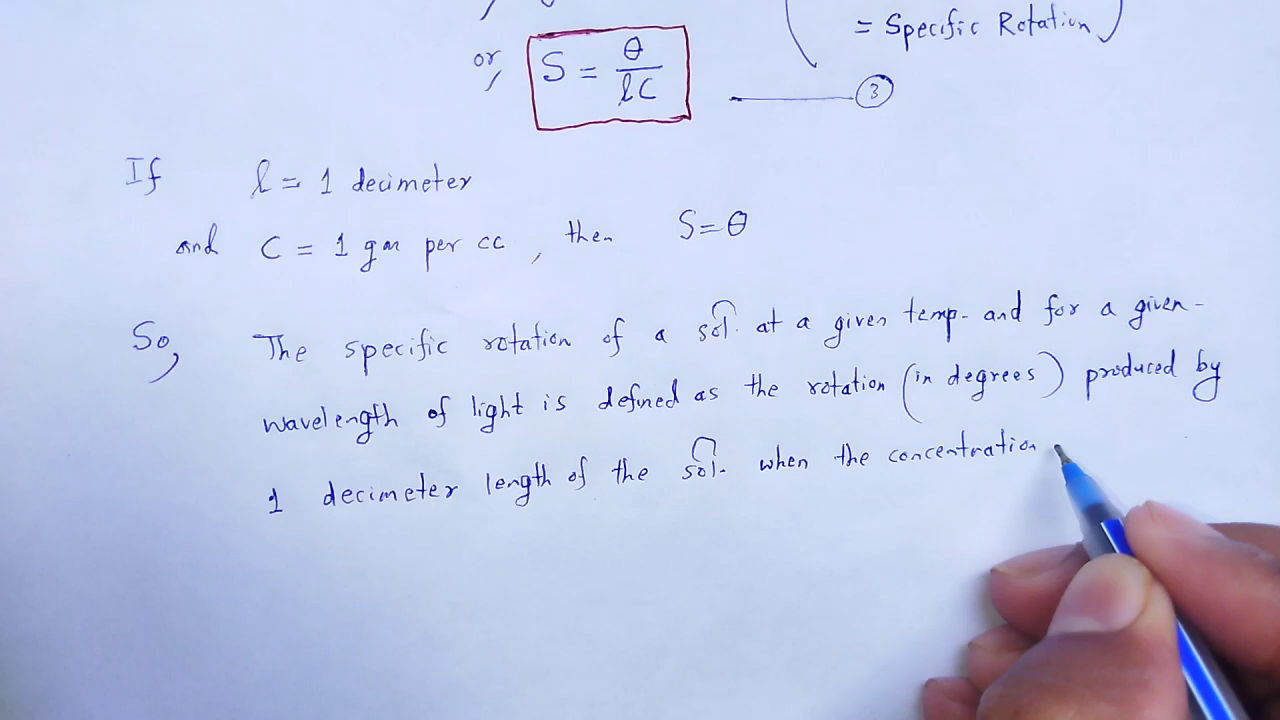 = Specific Rotation)
or, S = θ/lC
3
If l = 1 decimeter
and C = 1 gm per cc, then S = θ
So, The specific rotation of a sol. at a given temp. and for a given
wavelength of light is defined as the rotation (in degrees) produced by
1 decimeter length of the sol. when the concentration